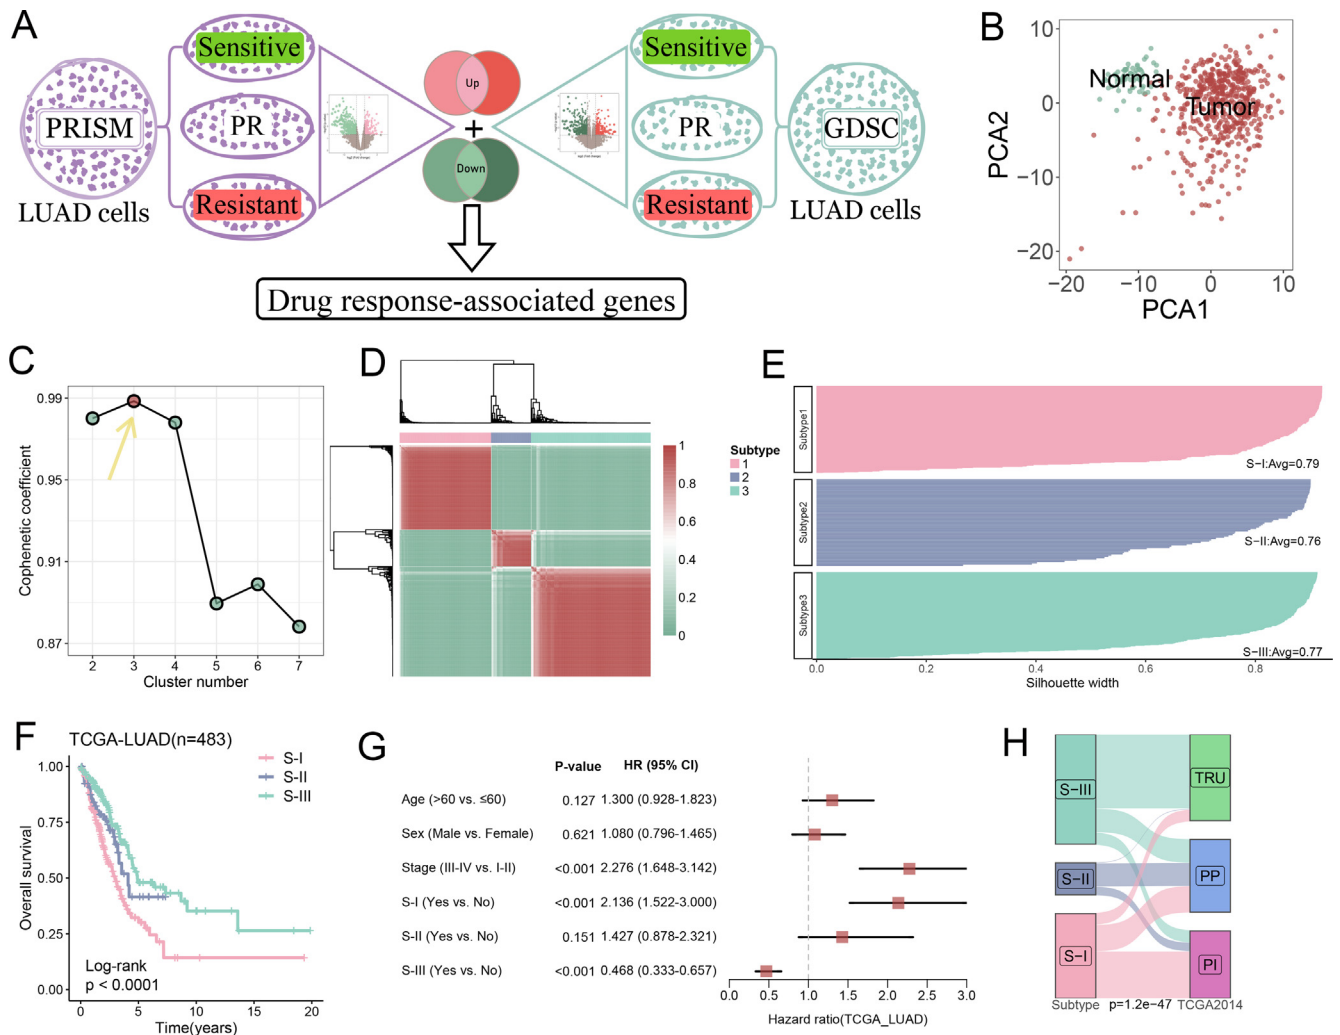 A
Sensitive
PR
Resistant
PRISM
LUAD cells
Up
+
Down
Sensitive
PR
Resistant
GDSC
LUAD cells
Drug response-associated genes
B
PCA2
10
0
−10
−20
Normal
Tumor
−20
−10
0
10
PCA1
C
Cophenetic coefficient
0.99
0.95
0.91
0.87
2
3
4
5
6
7
Cluster number
D
1
0.8
0.6
0.4
0.2
0
Subtype
1
2
3
E
Subtype1
S−I:Avg=0.79
Subtype2
S−II:Avg=0.76
Subtype3
S−III:Avg=0.77
0.0
0.2
0.4
0.6
0.8
Silhouette width
F
TCGA-LUAD(n=483)
S-I
S-II
S-III
Overall survival
1.00
0.75
0.50
0.25
0.00
Log-rank
p < 0.0001
0
5
10
15
20
Time(years)
G
P-value HR (95% CI)
Age (>60 vs. ≤60) 0.127 1.300 (0.928-1.823)
Sex (Male vs. Female) 0.621 1.080 (0.796-1.465)
Stage (III-IV vs. I-II) <0.001 2.276 (1.648-3.142)
S-I (Yes vs. No) <0.001 2.136 (1.522-3.000)
S-II (Yes vs. No) 0.151 1.427 (0.878-2.321)
S-III (Yes vs. No) <0.001 0.468 (0.333-0.657)
0.0
0.5
1.0
1.5
2.0
2.5
3.0
Hazard ratio(TCGA_LUAD)
H
S−III
S−II
S−I
TRU
PP
PI
Subtype p=1.2e−47 TCGA2014